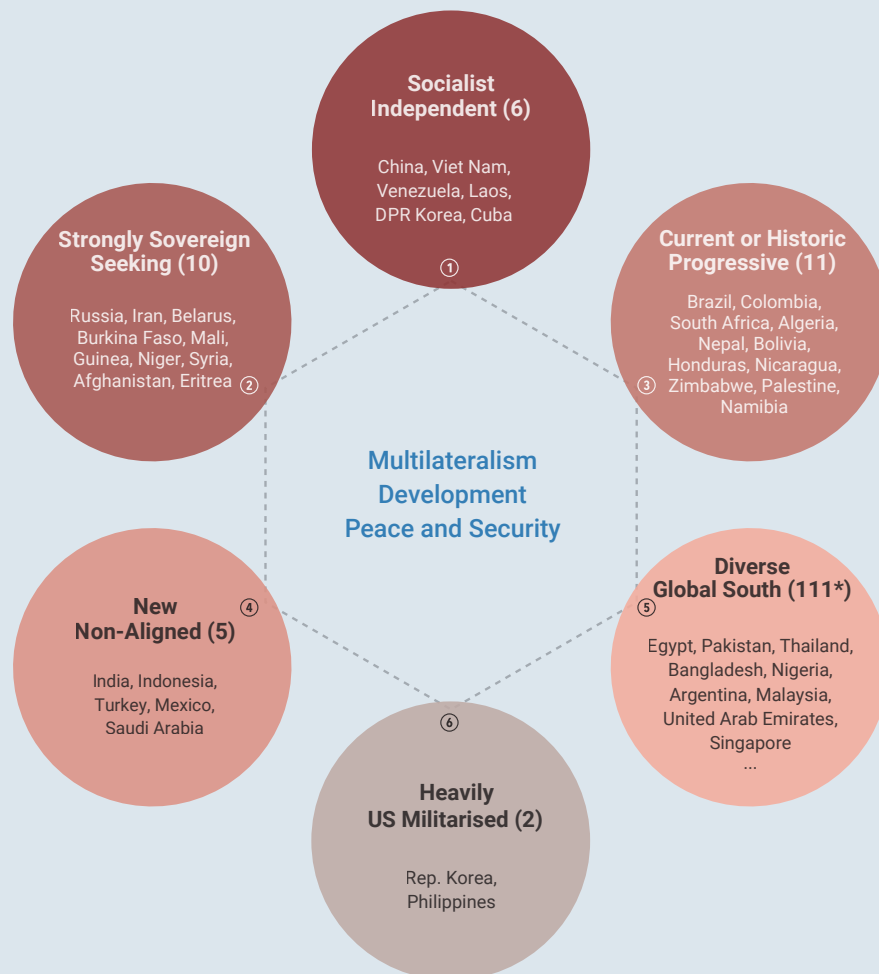 Socialist
Independent (6)
China, Viet Nam,
Venezuela, Laos,
DPR Korea, Cuba
①
Strongly Sovereign
Seeking (10)
Russia, Iran, Belarus,
Burkina Faso, Mali,
Guinea, Niger, Syria,
Afghanistan, Eritrea
②
Current or Historic
Progressive (11)
Brazil, Colombia,
South Africa, Algeria,
Nepal, Bolivia,
Honduras, Nicaragua,
Zimbabwe, Palestine,
Namibia
③
Multilateralism
Development
Peace and Security
New
Non-Aligned (5)
India, Indonesia,
Turkey, Mexico,
Saudi Arabia
④
Diverse
Global South (111*)
Egypt, Pakistan, Thailand,
Bangladesh, Nigeria,
Argentina, Malaysia,
United Arab Emirates,
Singapore
...
⑤
⑥
Heavily
US Militarised (2)
Rep. Korea,
Philippines